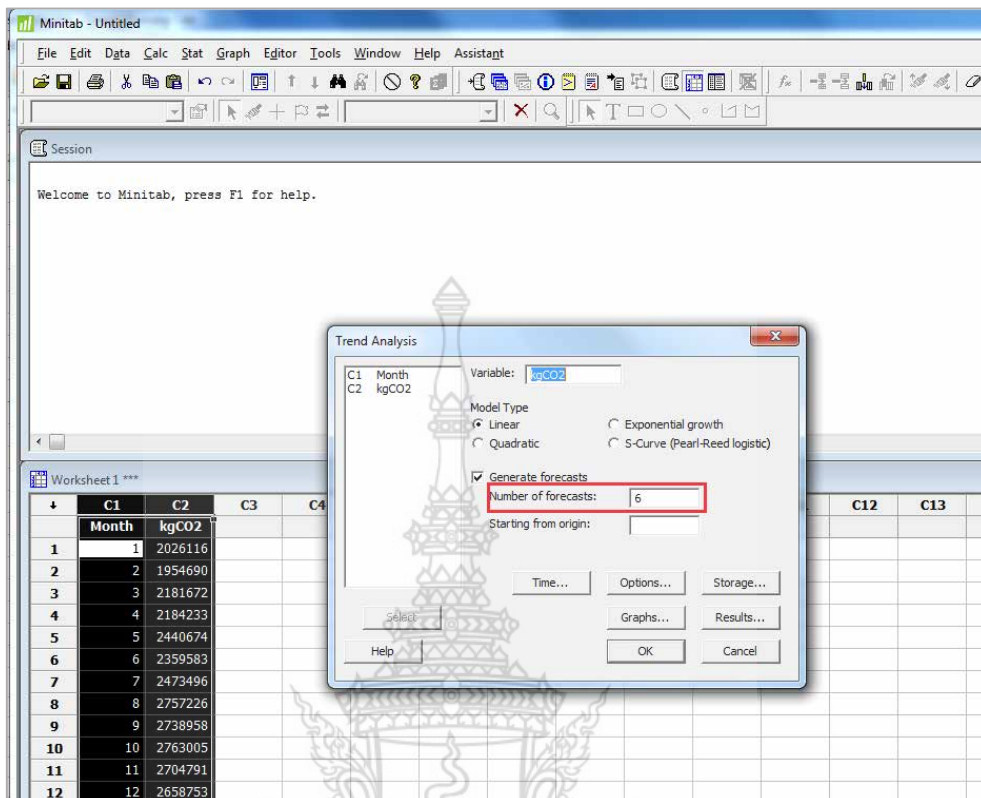 Minitab - Untitled
File Edit Data Calc Stat Graph Editor Tools Window Help Assistant
Session
Welcome to Minitab, press F1 for help.
Trend Analysis
C1 Month
C2 kgCO2
Variable: kgCO2
Model Type
Linear
Exponential growth
Quadratic
S-Curve (Pearl-Reed logistic)
Generate forecasts
Number of forecasts: 6
Starting from origin:
Time... Options... Storage...
Select Graphs... Results...
Help OK Cancel
Worksheet 1 ***
C1 C2 C3 C4 C12 C13
Month kgCO2
1 1 2026116
2 2 1954690
3 3 2181672
4 4 2184233
5 5 2440674
6 6 2359583
7 7 2473496
8 8 2757226
9 9 2738958
10 10 2763005
11 11 2704791
12 12 2658753